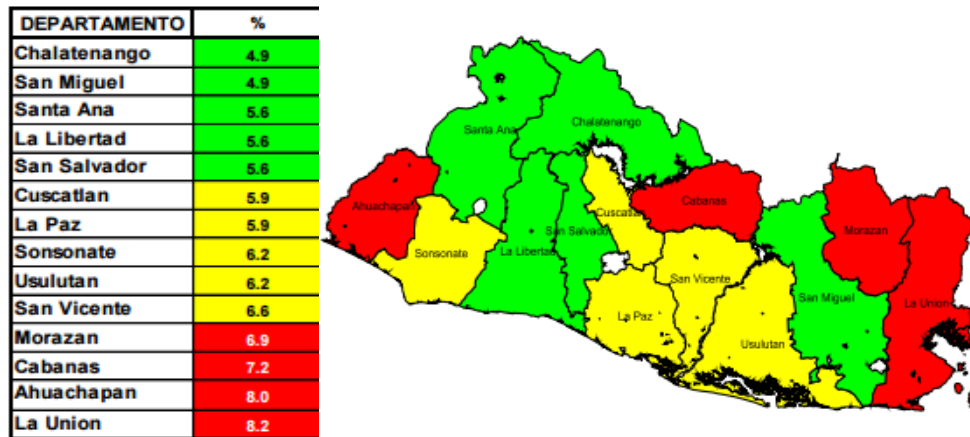 DEPARTAMENTO %
Chalatenango 4.9
San Miguel 4.9
Santa Ana 5.6
La Libertad 5.6
San Salvador 5.6
Cuscatlan 5.9
La Paz 5.9
Sonsonate 6.2
Usulutan 6.2
San Vicente 6.6
Morazan 6.9
Cabanas 7.2
Ahuachapan 8.0
La Union 8.2
Chalatenango
Santa Ana
Cabanas
Ahuachapan
Cuscatlan
Morazan
San Salvador
La Libertad
Sonsonate
San Vicente
San Miguel
La Union
La Paz
Usulutan